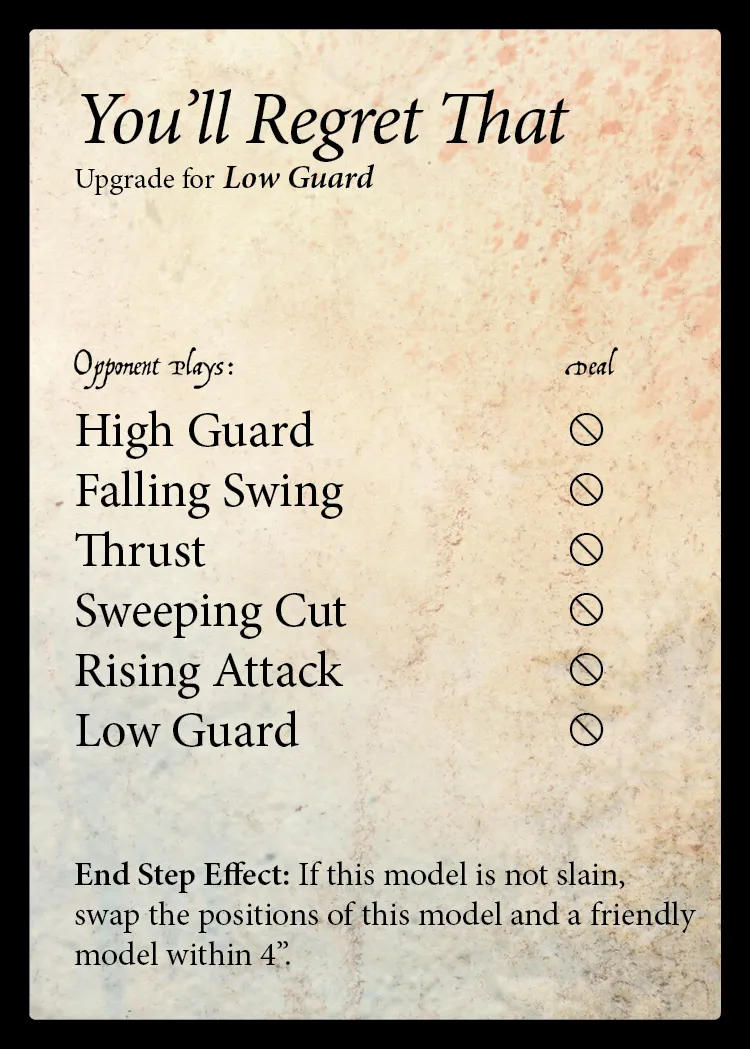 You’ll Regret That
Upgrade for Low Guard
Opponent plays: Deal
High Guard 🛇
Falling Swing 🛇
Thrust 🛇
Sweeping Cut 🛇
Rising Attack 🛇
Low Guard 🛇
End Step Effect: If this model is not slain,
swap the positions of this model and a friendly
model within 4”.